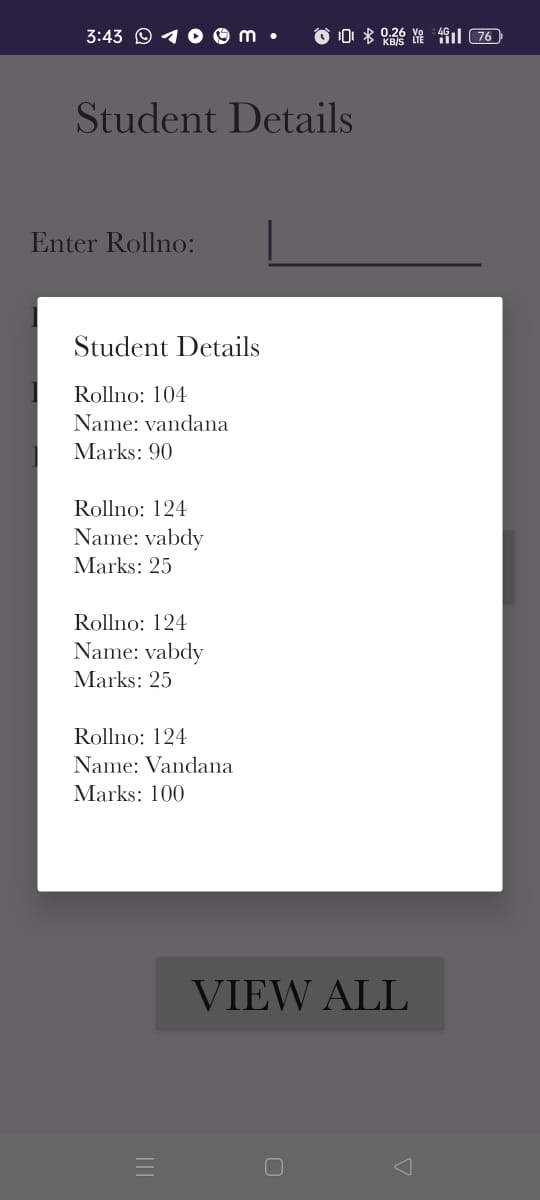 3:43
0.26 KB/S
Vo LTE
4G
76
Student Details
Enter Rollno:
Student Details
Rollno: 104
Name: vandana
Marks: 90
Rollno: 124
Name: vabdy
Marks: 25
Rollno: 124
Name: vabdy
Marks: 25
Rollno: 124
Name: Vandana
Marks: 100
VIEW ALL